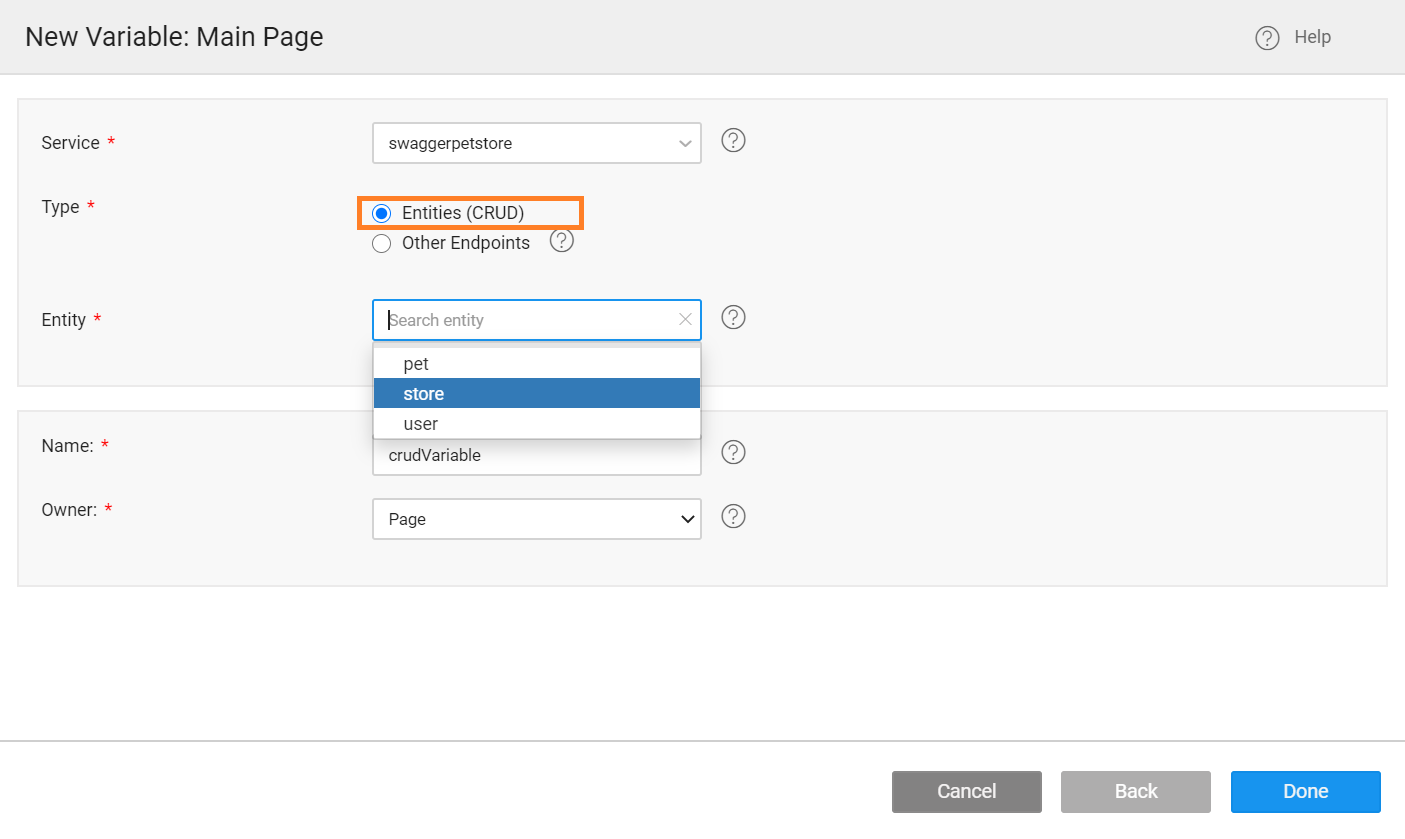 New Variable: Main Page
? Help
Service *
swaggerpetstore
?
Type *
Entities (CRUD)
Other Endpoints
?
Entity *
Search entity
?
pet
store
user
Name: *
crudVariable
?
Owner: *
Page
?
Cancel
Back
Done